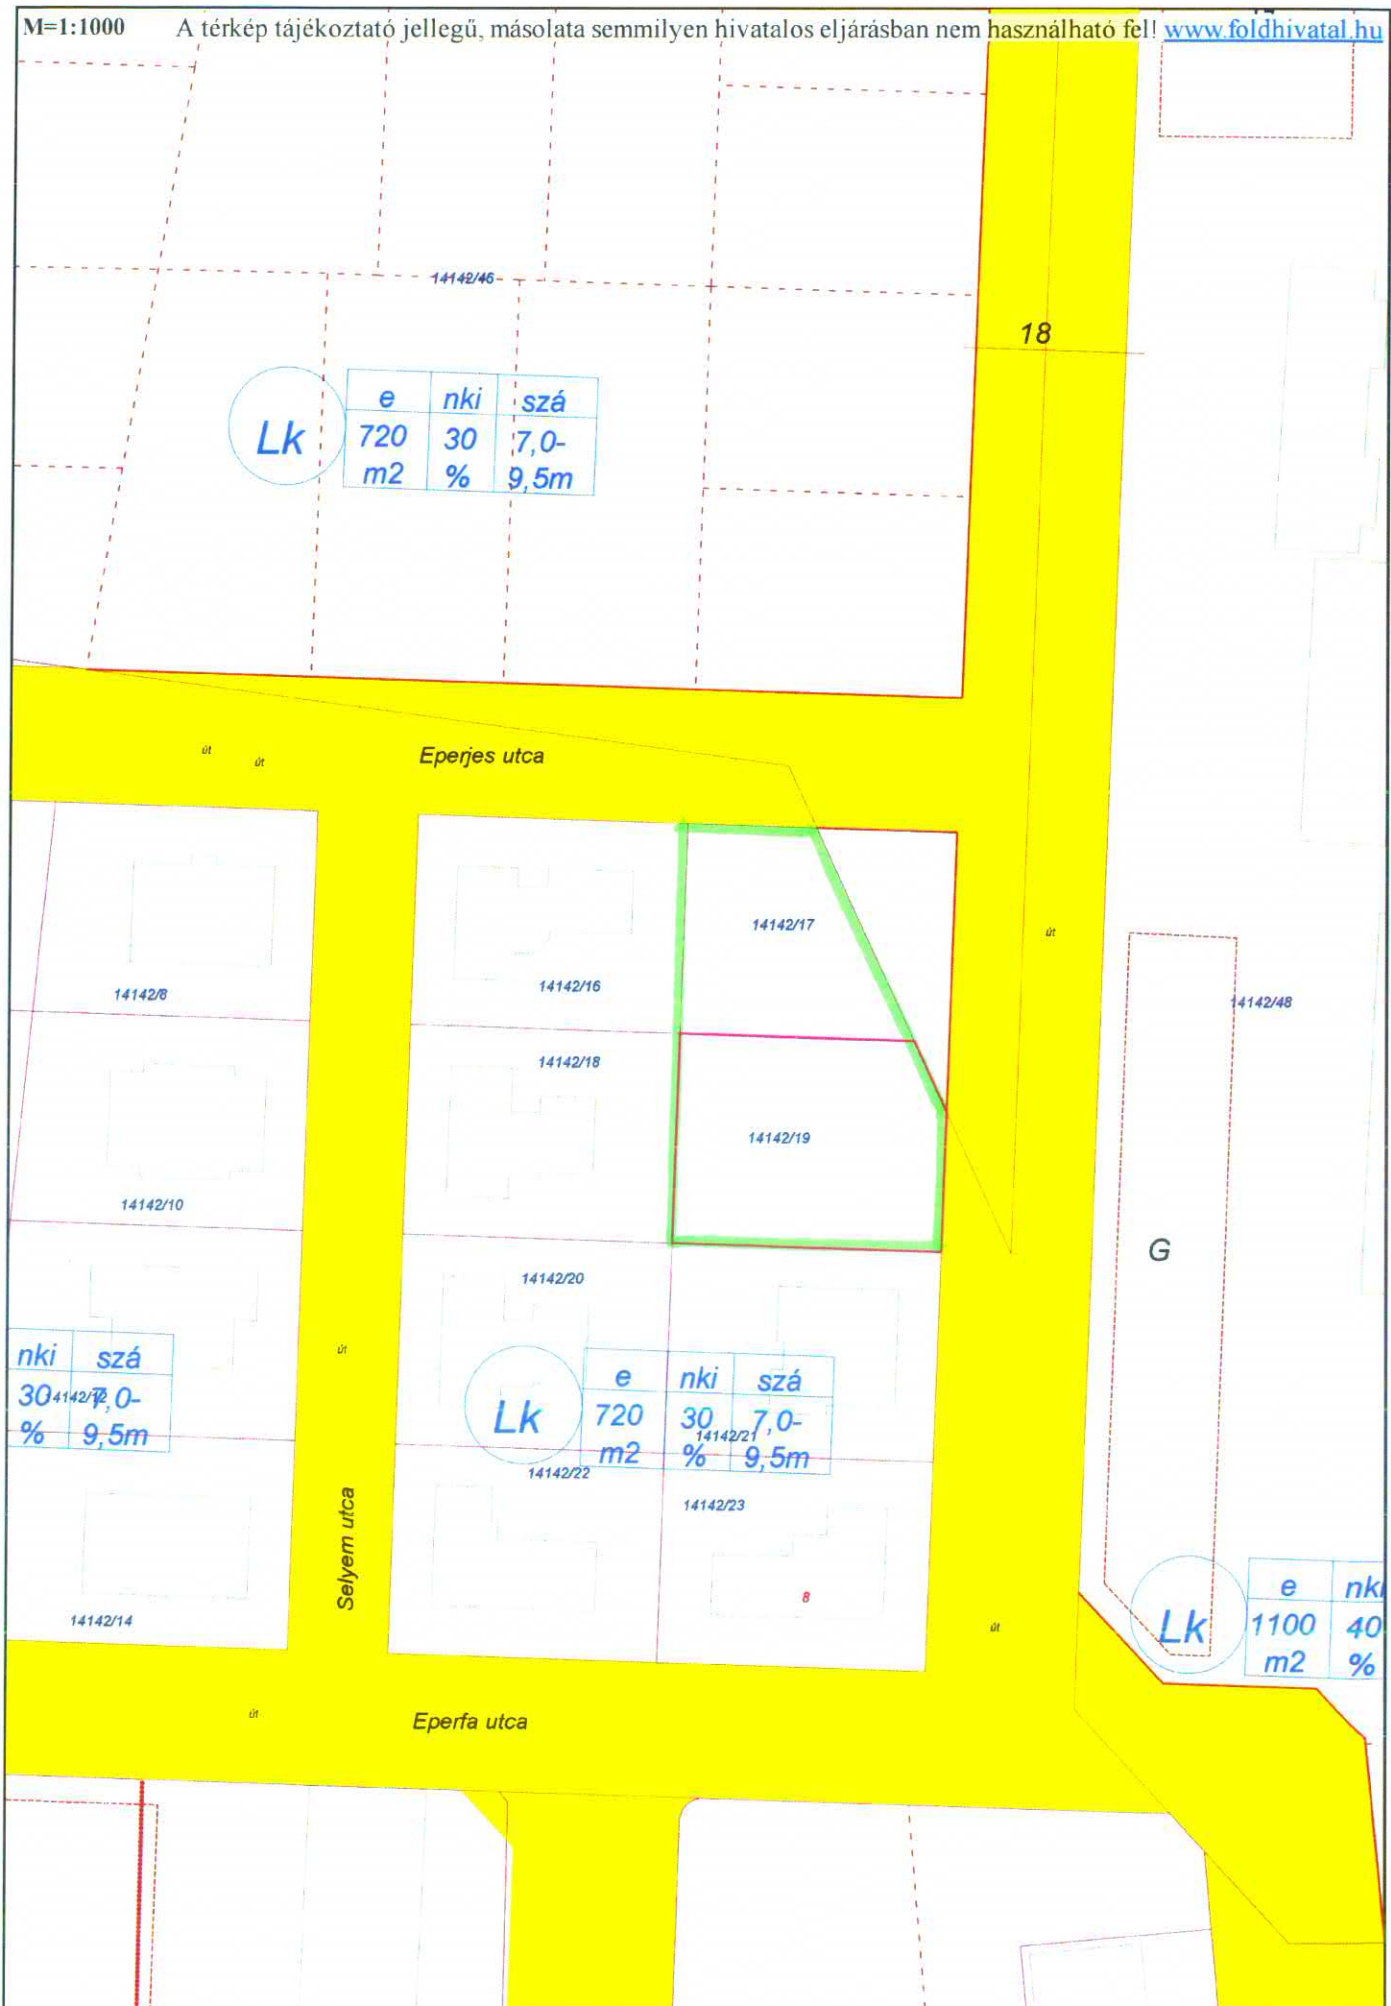 M=1:1000 A térkép tájékoztató jellegű, másolata semmilyen hivatalos eljárásban nem használható fel! www.foldhivatal.hu
14142/46
18
Lk
e nki szá
720 30 7,0-
m2 % 9,5m
út
út
Eperjes utca
14142/17
út
14142/8
14142/16
14142/48
14142/18
14142/19
14142/10
G
14142/20
út
nki szá
30 7,0-
% 9,5m
Lk
e nki szá
720 30 7,0-
m2 % 9,5m
14142/21
14142/22
14142/23
Selyem utca
8
14142/14
út
Lk
e nki
1100 40
m2 %
út
Eperfa utca